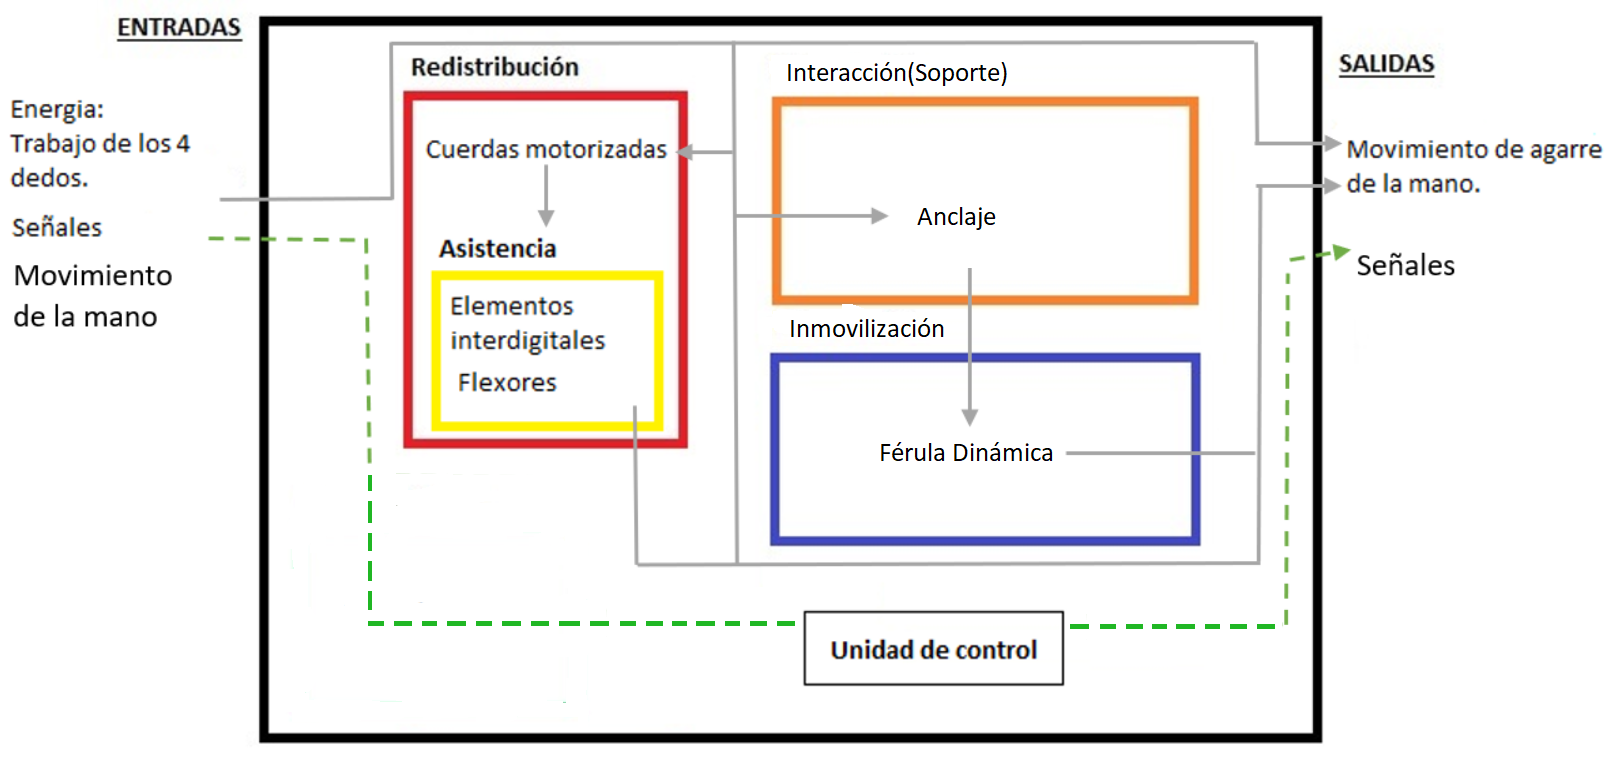 ENTRADAS
Energia:
Trabajo de los 4
dedos.
Señales
Movimiento
de la mano
Redistribución
Cuerdas motorizadas
Asistencia
Elementos
interdigitales
Flexores
Interacción(Soporte)
Anclaje
Inmovilización
Férula Dinámica
Unidad de control
SALIDAS
Movimiento de agarre
de la mano.
Señales